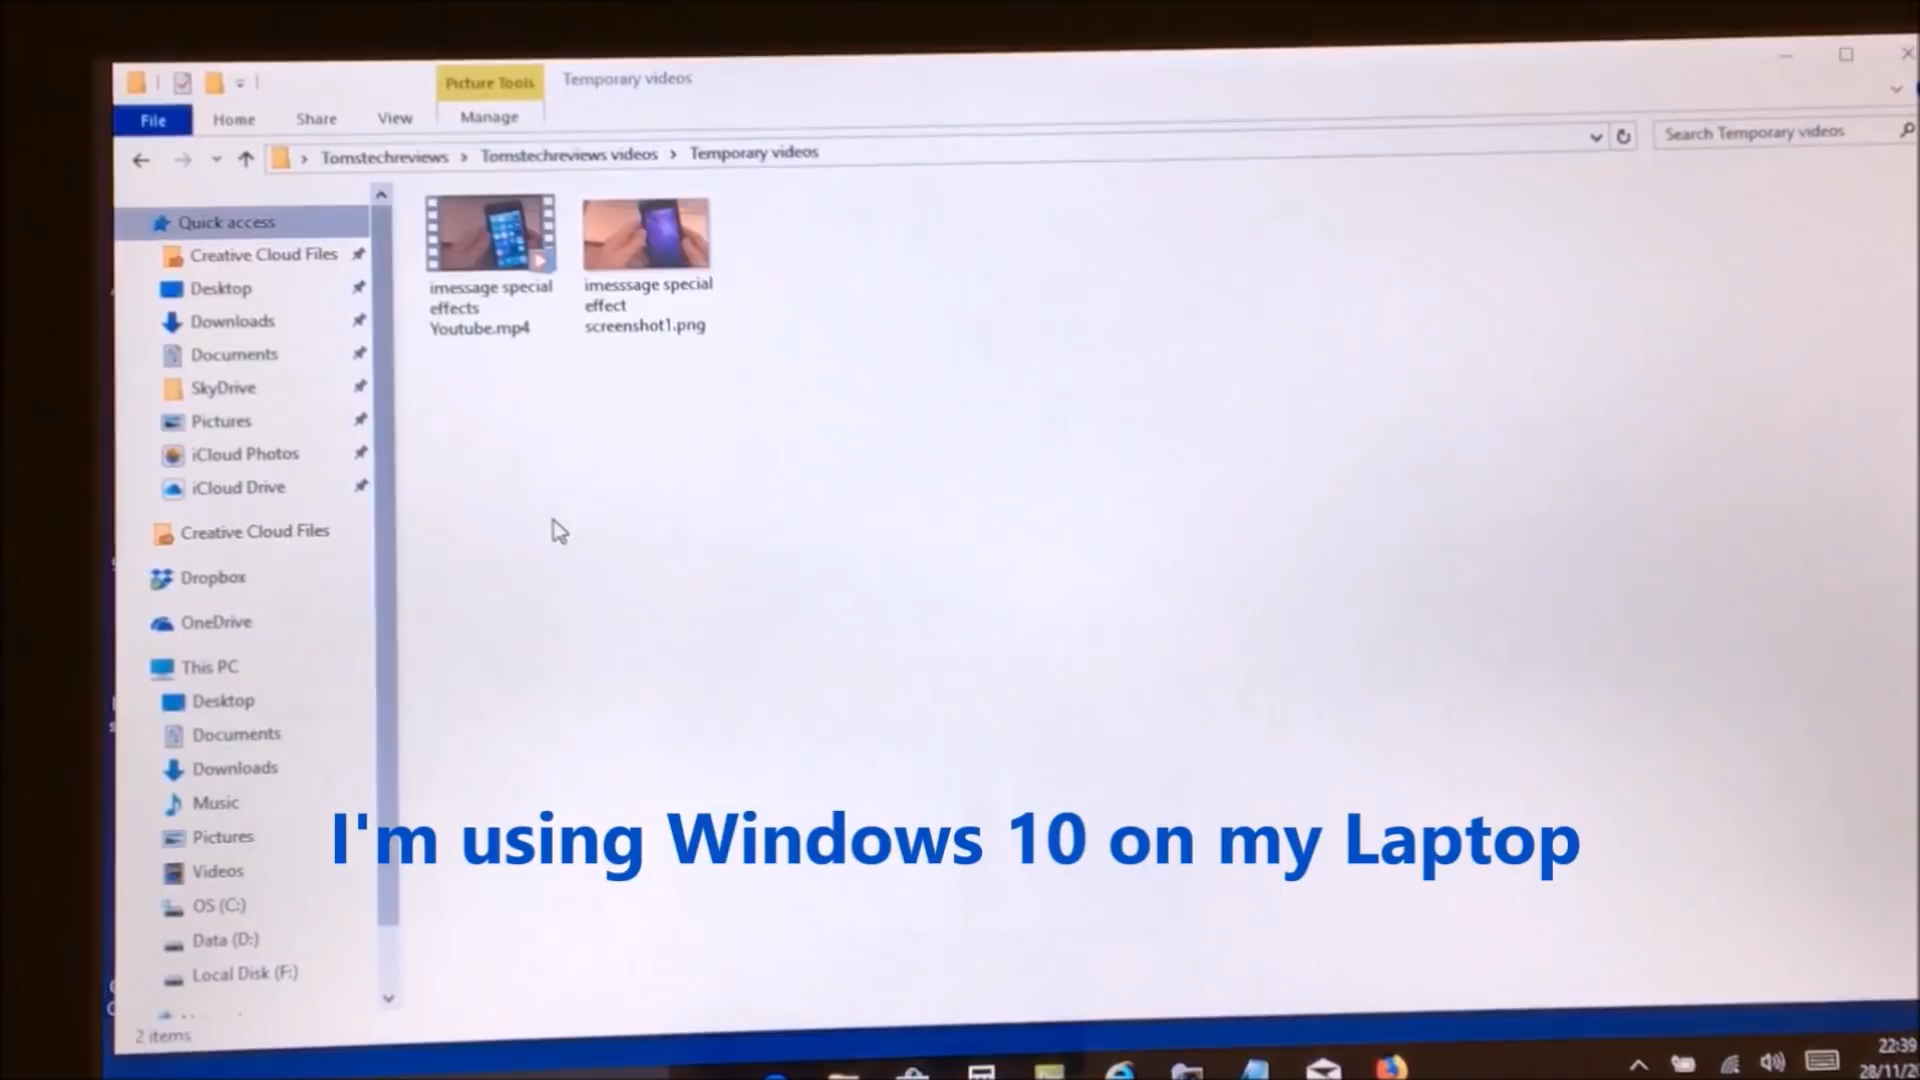 Picture Tools
Temporary videos
File
Home
Share
View
Manage
Tomstechreviews > Tomstechreviews videos > Temporary videos
Search Temporary videos
Quick access
Creative Cloud Files
Desktop
Downloads
Documents
SkyDrive
Pictures
iCloud Photos
iCloud Drive
Creative Cloud Files
Dropbox
OneDrive
This PC
Desktop
Documents
Downloads
Music
Pictures
Videos
OS (C:)
Data (D:)
Local Disk (F:)
2 items
imessage special
effects
Youtube.mp4
imesssage special
effect
screenshot1.png
I'm using Windows 10 on my Laptop
22:39
28/11/2